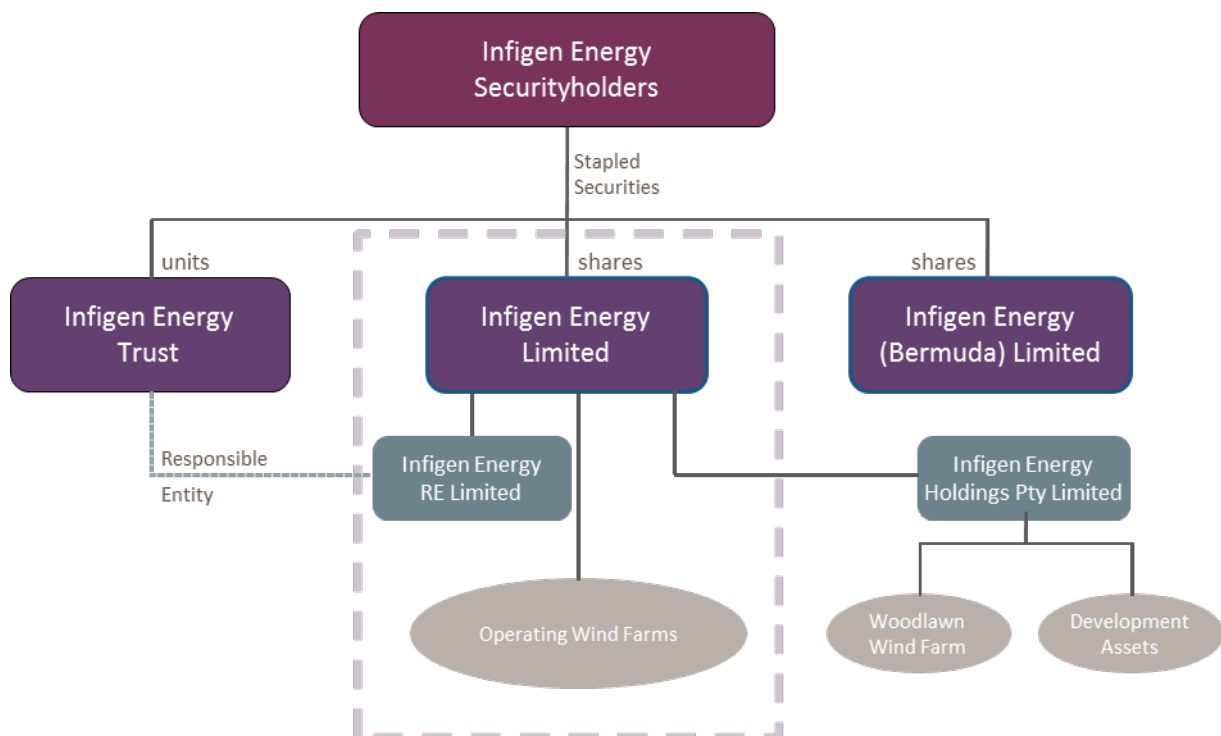 Infigen Energy
Securityholders
Stapled
Securities
units
shares
shares
Infigen Energy
Trust
Infigen Energy
Limited
Infigen Energy
(Bermuda) Limited
Responsible
Entity
Infigen Energy
RE Limited
Infigen Energy
Holdings Pty Limited
Operating Wind Farms
Woodlawn
Wind Farm
Development
Assets